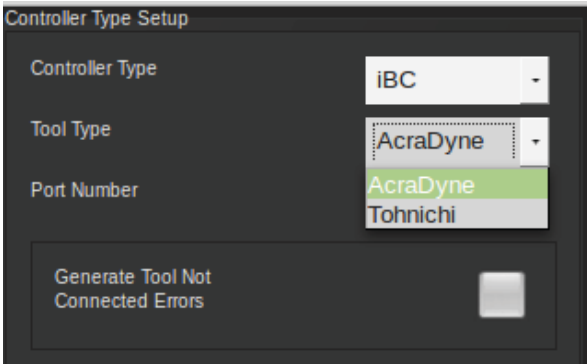 Controller Type Setup
Controller Type
iBC
Tool Type
AcraDyne
Port Number
AcraDyne
Tohnichi
Generate Tool Not
Connected Errors